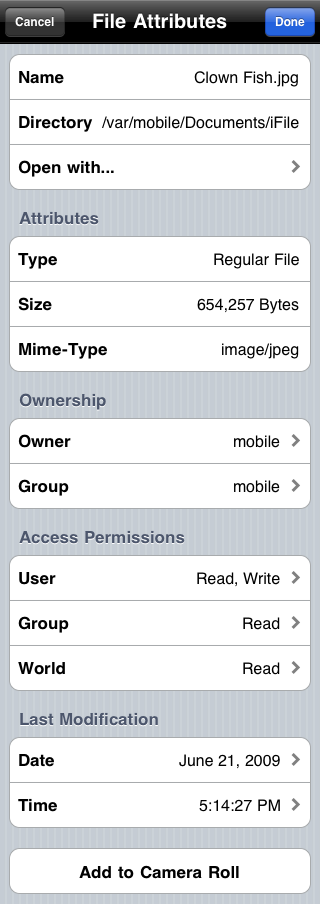 Cancel File Attributes Done
Name Clown Fish.jpg
Directory /var/mobile/Documents/iFile
Open with...
Attributes
Type Regular File
Size 654,257 Bytes
Mime-Type image/jpeg
Ownership
Owner mobile
Group mobile
Access Permissions
User Read, Write
Group Read
World Read
Last Modification
Date June 21, 2009
Time 5:14:27 PM
Add to Camera Roll